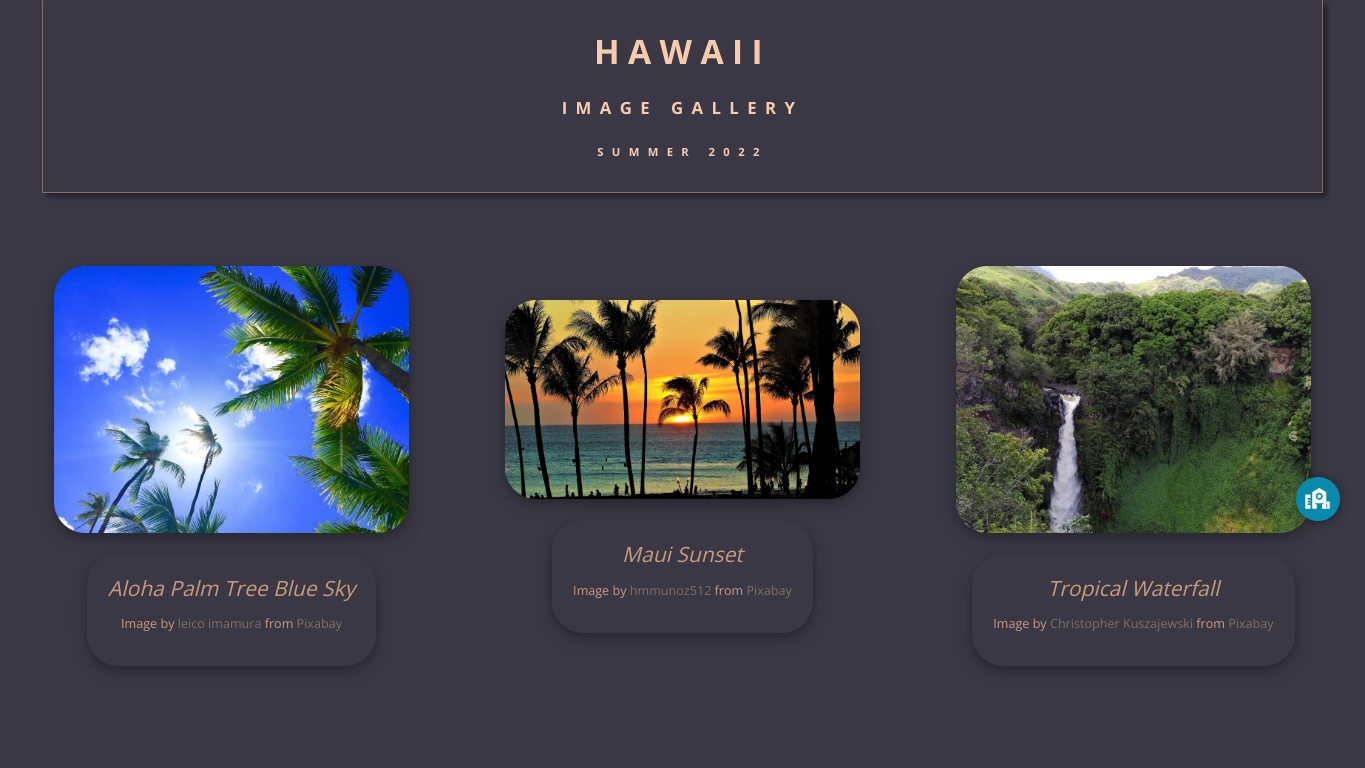 HAWAII
IMAGE GALLERY
SUMMER 2022
Aloha Palm Tree Blue Sky
Image by leico imamura from Pixabay
Maui Sunset
Image by hmmunoz512 from Pixabay
Tropical Waterfall
Image by Christopher Kuszajewski from Pixabay